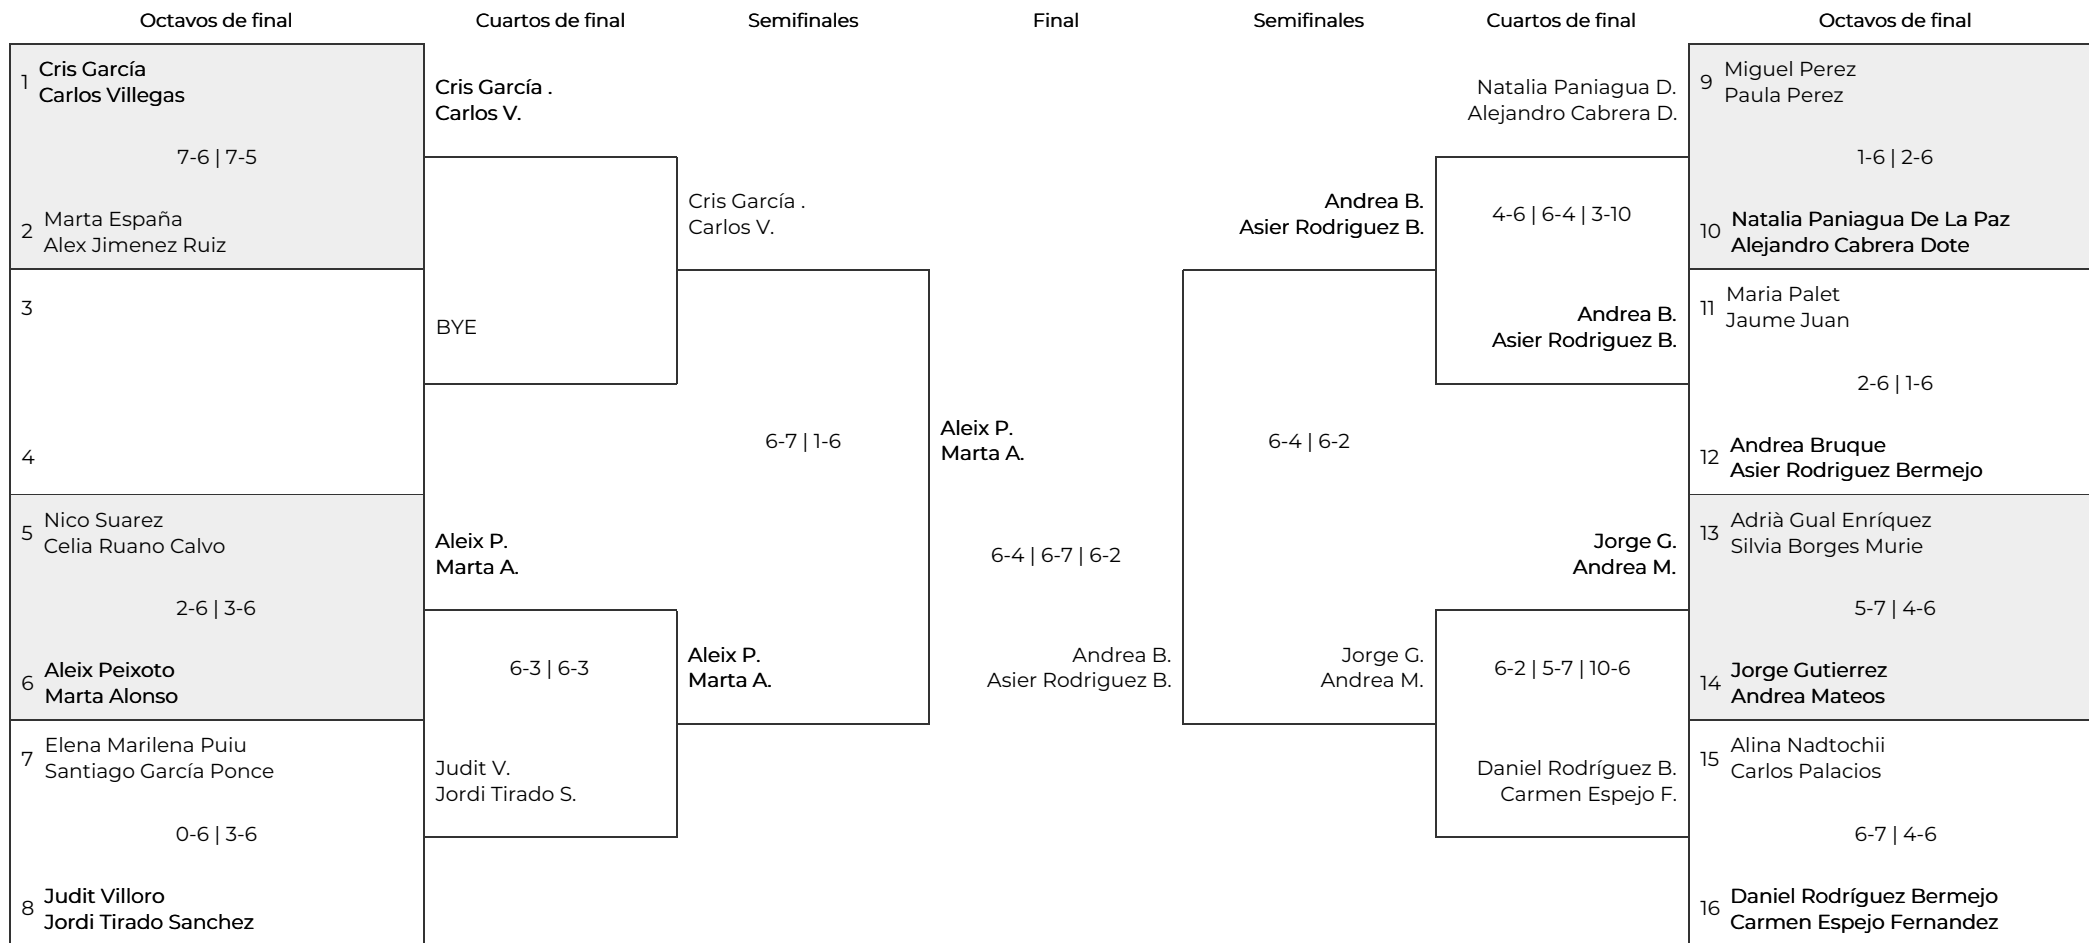 Octavos de final
Cuartos de final
Semifinales
Final
Semifinales
Cuartos de final
Octavos de final
1
Cris García
Carlos Villegas
7-6 | 7-5
2
Marta España
Alex Jimenez Ruiz
3
4
5
Nico Suarez
Celia Ruano Calvo
2-6 | 3-6
6
Aleix Peixoto
Marta Alonso
7
Elena Marilena Puiu
Santiago García Ponce
0-6 | 3-6
8
Judit Villoro
Jordi Tirado Sanchez
Cris García .
Carlos V.
BYE
Aleix P.
Marta A.
6-3 | 6-3
Judit V.
Jordi Tirado S.
Cris García .
Carlos V.
6-7 | 1-6
Aleix P.
Marta A.
Aleix P.
Marta A.
6-4 | 6-7 | 6-2
Andrea B.
Asier Rodriguez B.
Andrea B.
Asier Rodriguez B.
6-4 | 6-2
Jorge G.
Andrea M.
Natalia Paniagua D.
Alejandro Cabrera D.
4-6 | 6-4 | 3-10
Andrea B.
Asier Rodriguez B.
Jorge G.
Andrea M.
6-2 | 5-7 | 10-6
Daniel Rodríguez B.
Carmen Espejo F.
9
Miguel Perez
Paula Perez
1-6 | 2-6
10
Natalia Paniagua De La Paz
Alejandro Cabrera Dote
11
Maria Palet
Jaume Juan
2-6 | 1-6
12
Andrea Bruque
Asier Rodriguez Bermejo
13
Adrià Gual Enríquez
Silvia Borges Murie
5-7 | 4-6
14
Jorge Gutierrez
Andrea Mateos
15
Alina Nadtochii
Carlos Palacios
6-7 | 4-6
16
Daniel Rodríguez Bermejo
Carmen Espejo Fernandez